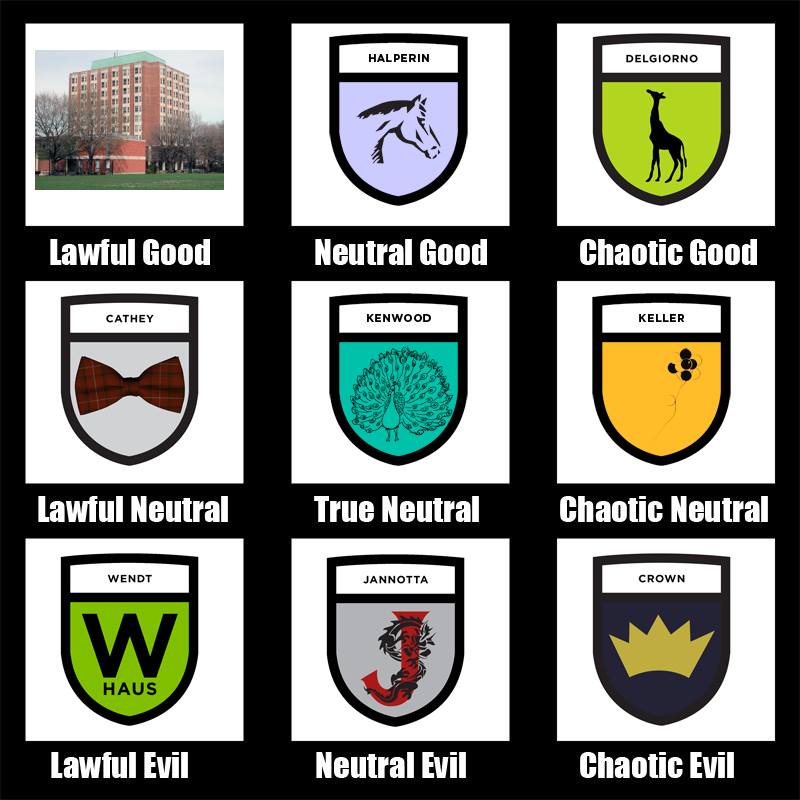 HALPERIN
DELGIORNO
Lawful Good
Neutral Good
Chaotic Good
CATHEY
KENWOOD
KELLER
Lawful Neutral
True Neutral
Chaotic Neutral
WENDT
JANNOTTA
CROWN
W
HAUS
J
Lawful Evil
Neutral Evil
Chaotic Evil